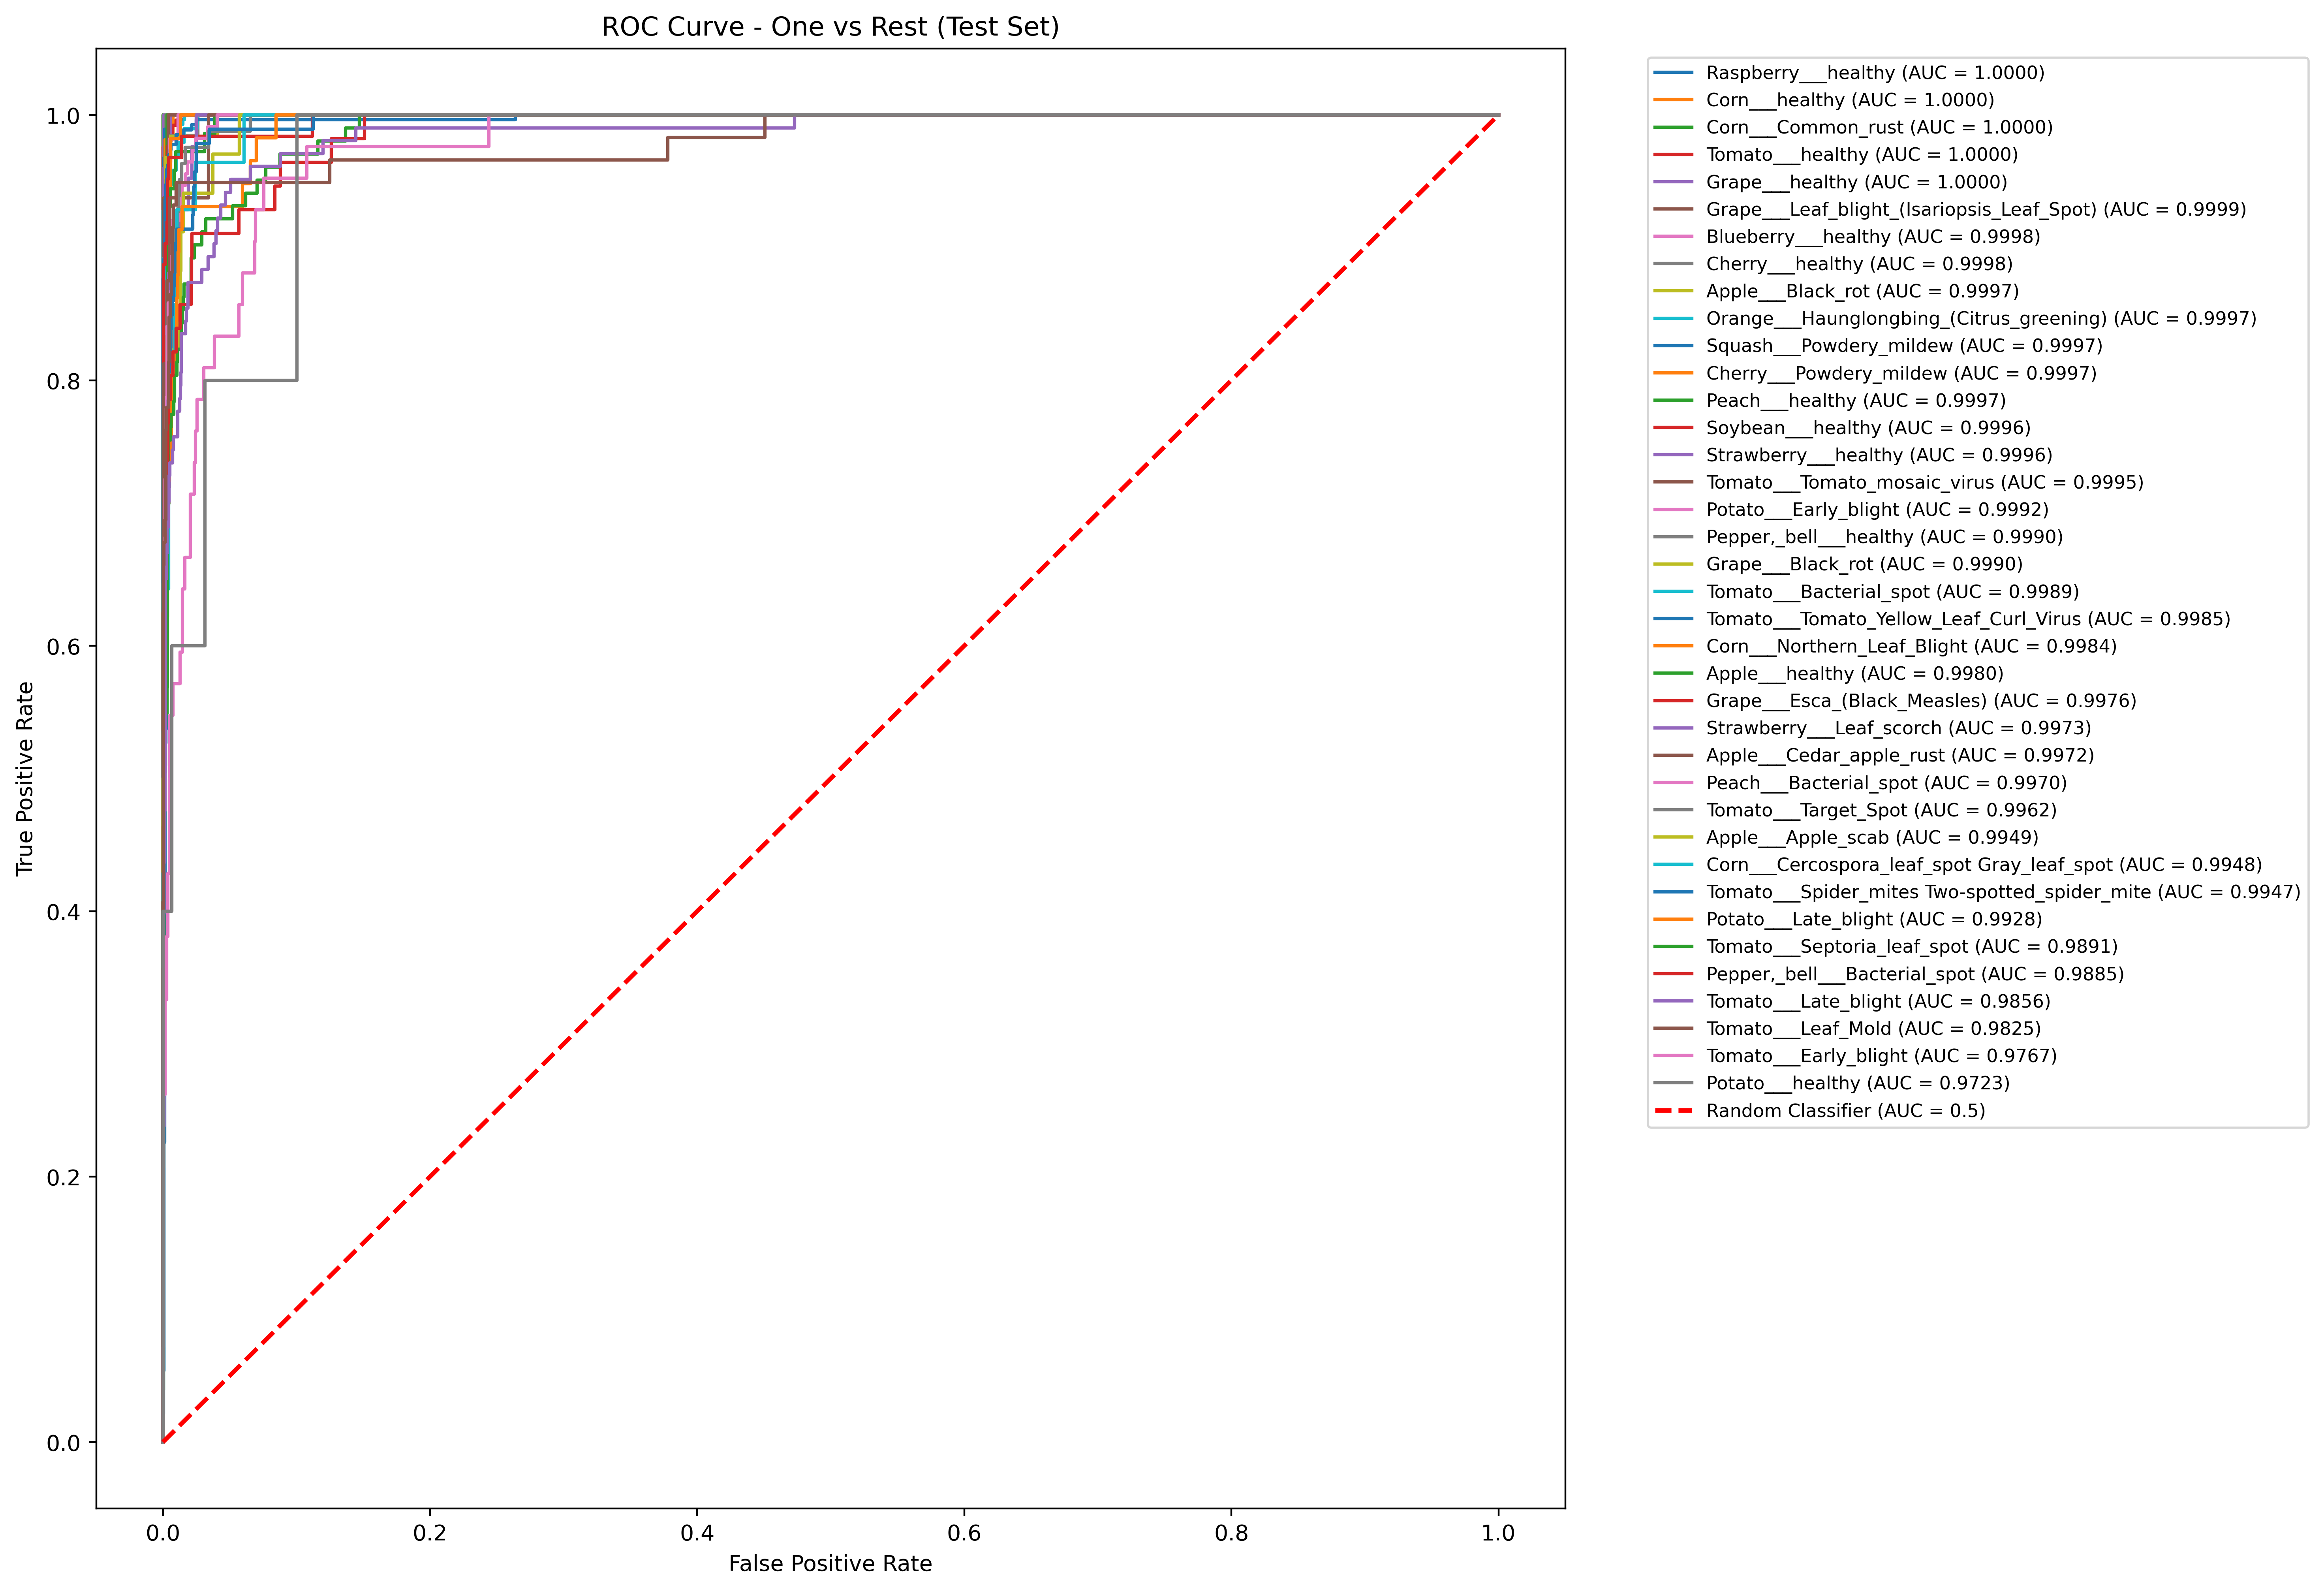 ROC Curve - One vs Rest (Test Set)
True Positive Rate
1.0
0.8
0.6
0.4
0.2
0.0
0.0 0.2 0.4 0.6 0.8 1.0
False Positive Rate
Raspberry___healthy (AUC = 1.0000)
Corn___healthy (AUC = 1.0000)
Corn___Common_rust (AUC = 1.0000)
Tomato___healthy (AUC = 1.0000)
Grape___healthy (AUC = 1.0000)
Grape___Leaf_blight_(Isariopsis_Leaf_Spot) (AUC = 0.9999)
Blueberry___healthy (AUC = 0.9998)
Cherry___healthy (AUC = 0.9998)
Apple___Black_rot (AUC = 0.9997)
Orange___Haunglongbing_(Citrus_greening) (AUC = 0.9997)
Squash___Powdery_mildew (AUC = 0.9997)
Cherry___Powdery_mildew (AUC = 0.9997)
Peach___healthy (AUC = 0.9997)
Soybean___healthy (AUC = 0.9996)
Strawberry___healthy (AUC = 0.9996)
Tomato___Tomato_mosaic_virus (AUC = 0.9995)
Potato___Early_blight (AUC = 0.9992)
Pepper,_bell___healthy (AUC = 0.9990)
Grape___Black_rot (AUC = 0.9990)
Tomato___Bacterial_spot (AUC = 0.9989)
Tomato___Tomato_Yellow_Leaf_Curl_Virus (AUC = 0.9985)
Corn___Northern_Leaf_Blight (AUC = 0.9984)
Apple___healthy (AUC = 0.9980)
Grape___Esca_(Black_Measles) (AUC = 0.9976)
Strawberry___Leaf_scorch (AUC = 0.9973)
Apple___Cedar_apple_rust (AUC = 0.9972)
Peach___Bacterial_spot (AUC = 0.9970)
Tomato___Target_Spot (AUC = 0.9962)
Apple___Apple_scab (AUC = 0.9949)
Corn___Cercospora_leaf_spot Gray_leaf_spot (AUC = 0.9948)
Tomato___Spider_mites Two-spotted_spider_mite (AUC = 0.9947)
Potato___Late_blight (AUC = 0.9928)
Tomato___Septoria_leaf_spot (AUC = 0.9891)
Pepper,_bell___Bacterial_spot (AUC = 0.9885)
Tomato___Late_blight (AUC = 0.9856)
Tomato___Leaf_Mold (AUC = 0.9825)
Tomato___Early_blight (AUC = 0.9767)
Potato___healthy (AUC = 0.9723)
Random Classifier (AUC = 0.5)